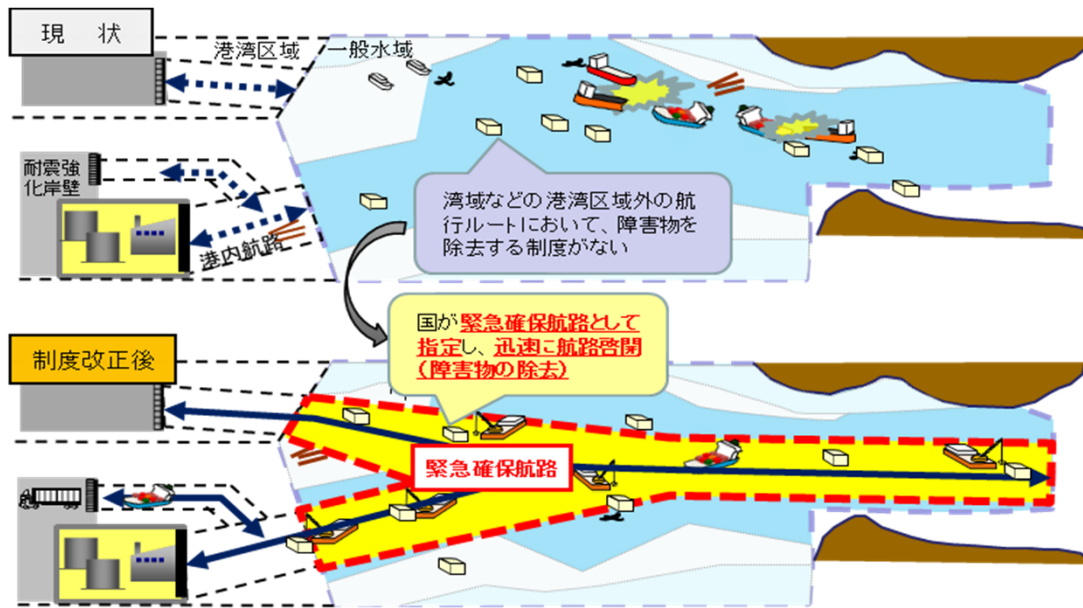 現 状
港湾区域 一般水域
耐震強
化岸壁
港内航路
湾域などの港湾区域外の航
行ルートにおいて、障害物を
除去する制度がない
国が緊急確保航路として
指定し、迅速に航路啓開
(障害物の除去)
制度改正後
緊急確保航路